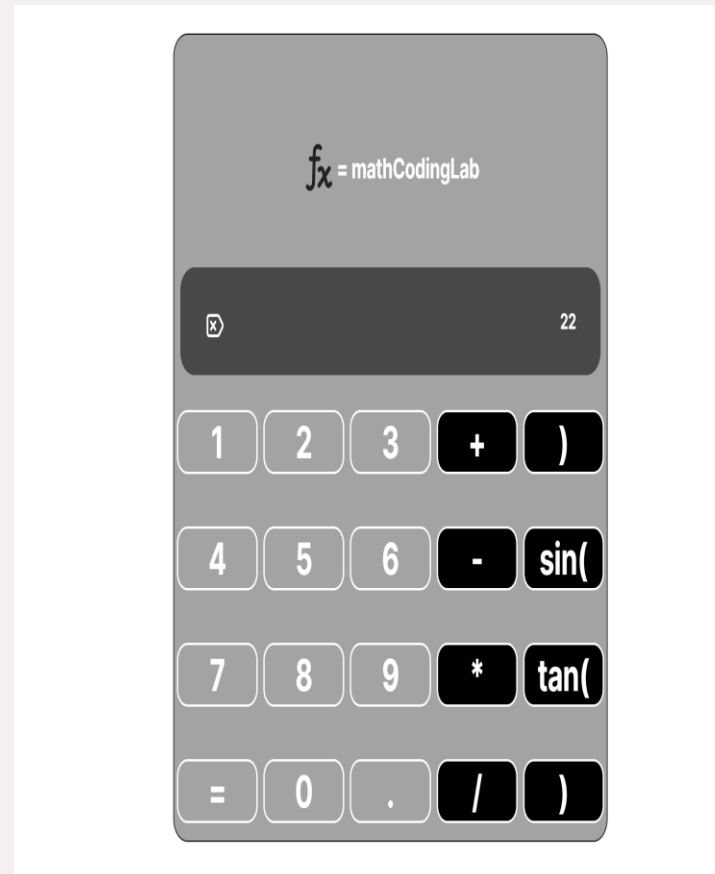 fx = mathCodingLab
x 22
1 2 3 + )
4 5 6 - sin(
7 8 9 * tan(
= 0 . / )